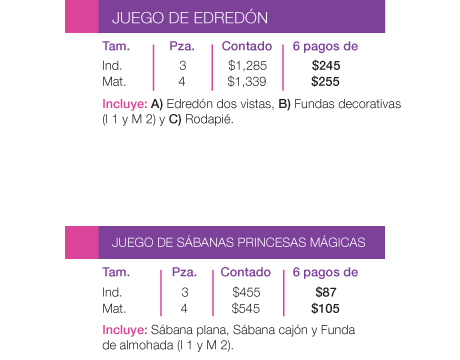 JUEGO DE EDREDÓN
Tam. Pza. Contado 6 pagos de
Ind. 3 $1,285 $245
Mat. 4 $1,339 $255
Incluye: A) Edredón dos vistas, B) Fundas decorativas
(I 1 y M 2) y C) Rodapié.
JUEGO DE SÁBANAS PRINCESAS MÁGICAS
Tam. Pza. Contado 6 pagos de
Ind. 3 $455 $87
Mat. 4 $545 $105
Incluye: Sábana plana, Sábana cajón y Funda
de almohada (I 1 y M 2).